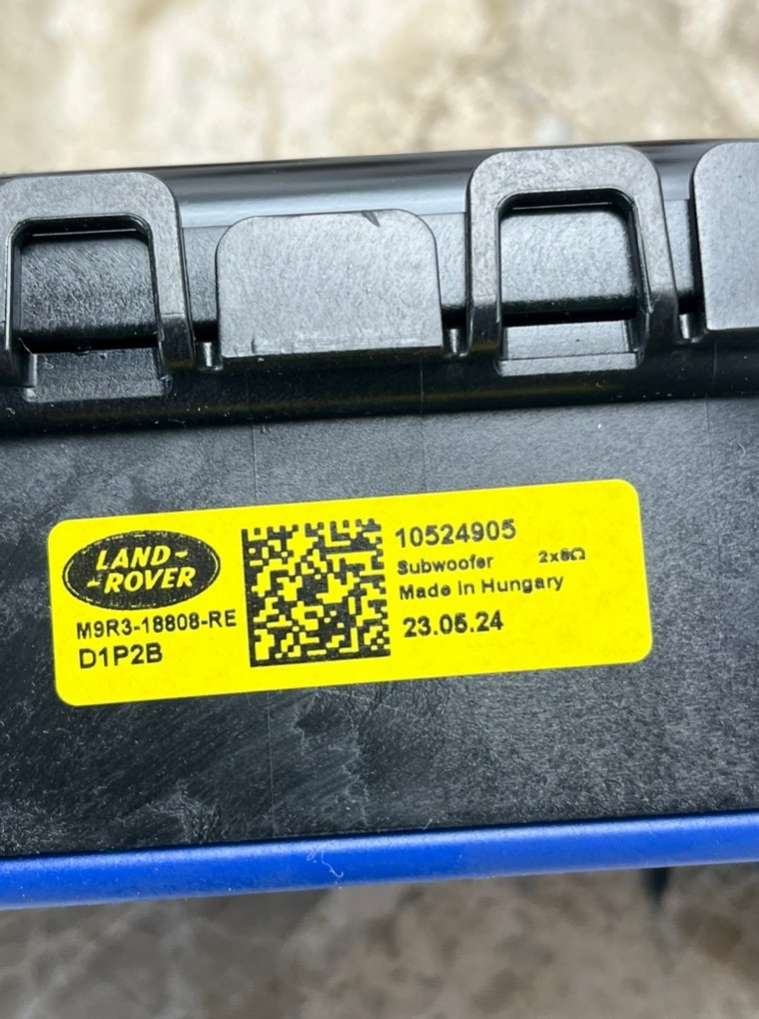 LAND-
-ROVER
M9R3-18808-RE
D1P2B
10524905
Subwoofer 2x8Ω
Made in Hungary
23.05.24